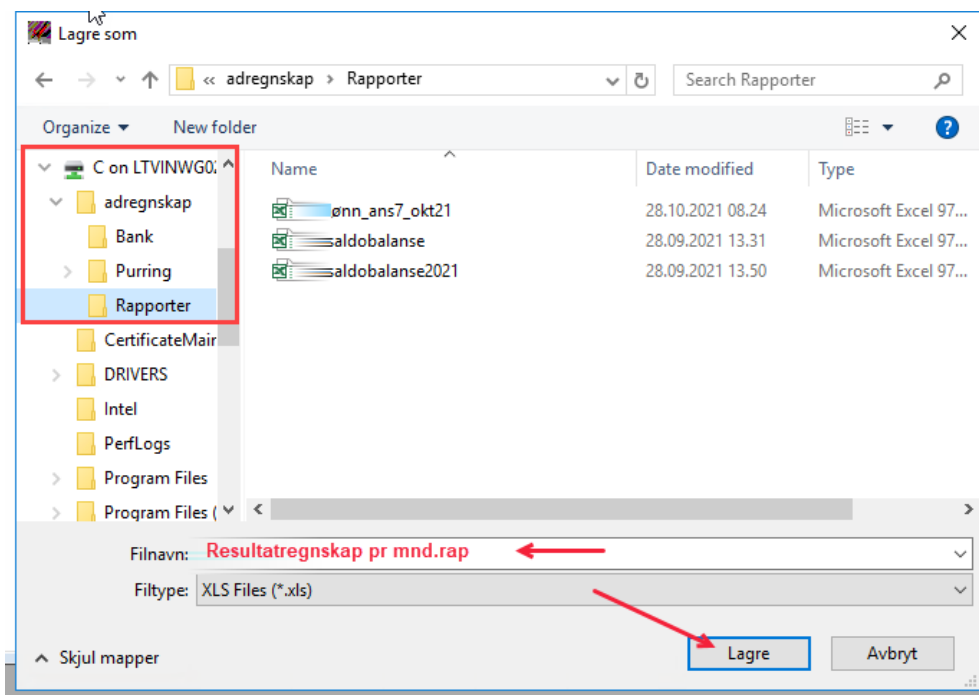 Lagre som
« adregnskap › Rapporter
Search Rapporter
Organize
New folder
Name
Date modified
Type
C on LTVINWG02
adregnskap
Bank
Purring
Rapporter
CertificateMain
DRIVERS
Intel
PerfLogs
Program Files
Program Files (
ønn_ans7_okt21 28.10.2021 08.24 Microsoft Excel 97...
aldobalanse 28.09.2021 13.31 Microsoft Excel 97...
saldobalanse2021 28.09.2021 13.50 Microsoft Excel 97...
Filnavn: Resultatregnskap pr mnd.rap
Filtype: XLS Files (*.xls)
Skjul mapper
Lagre
Avbryt